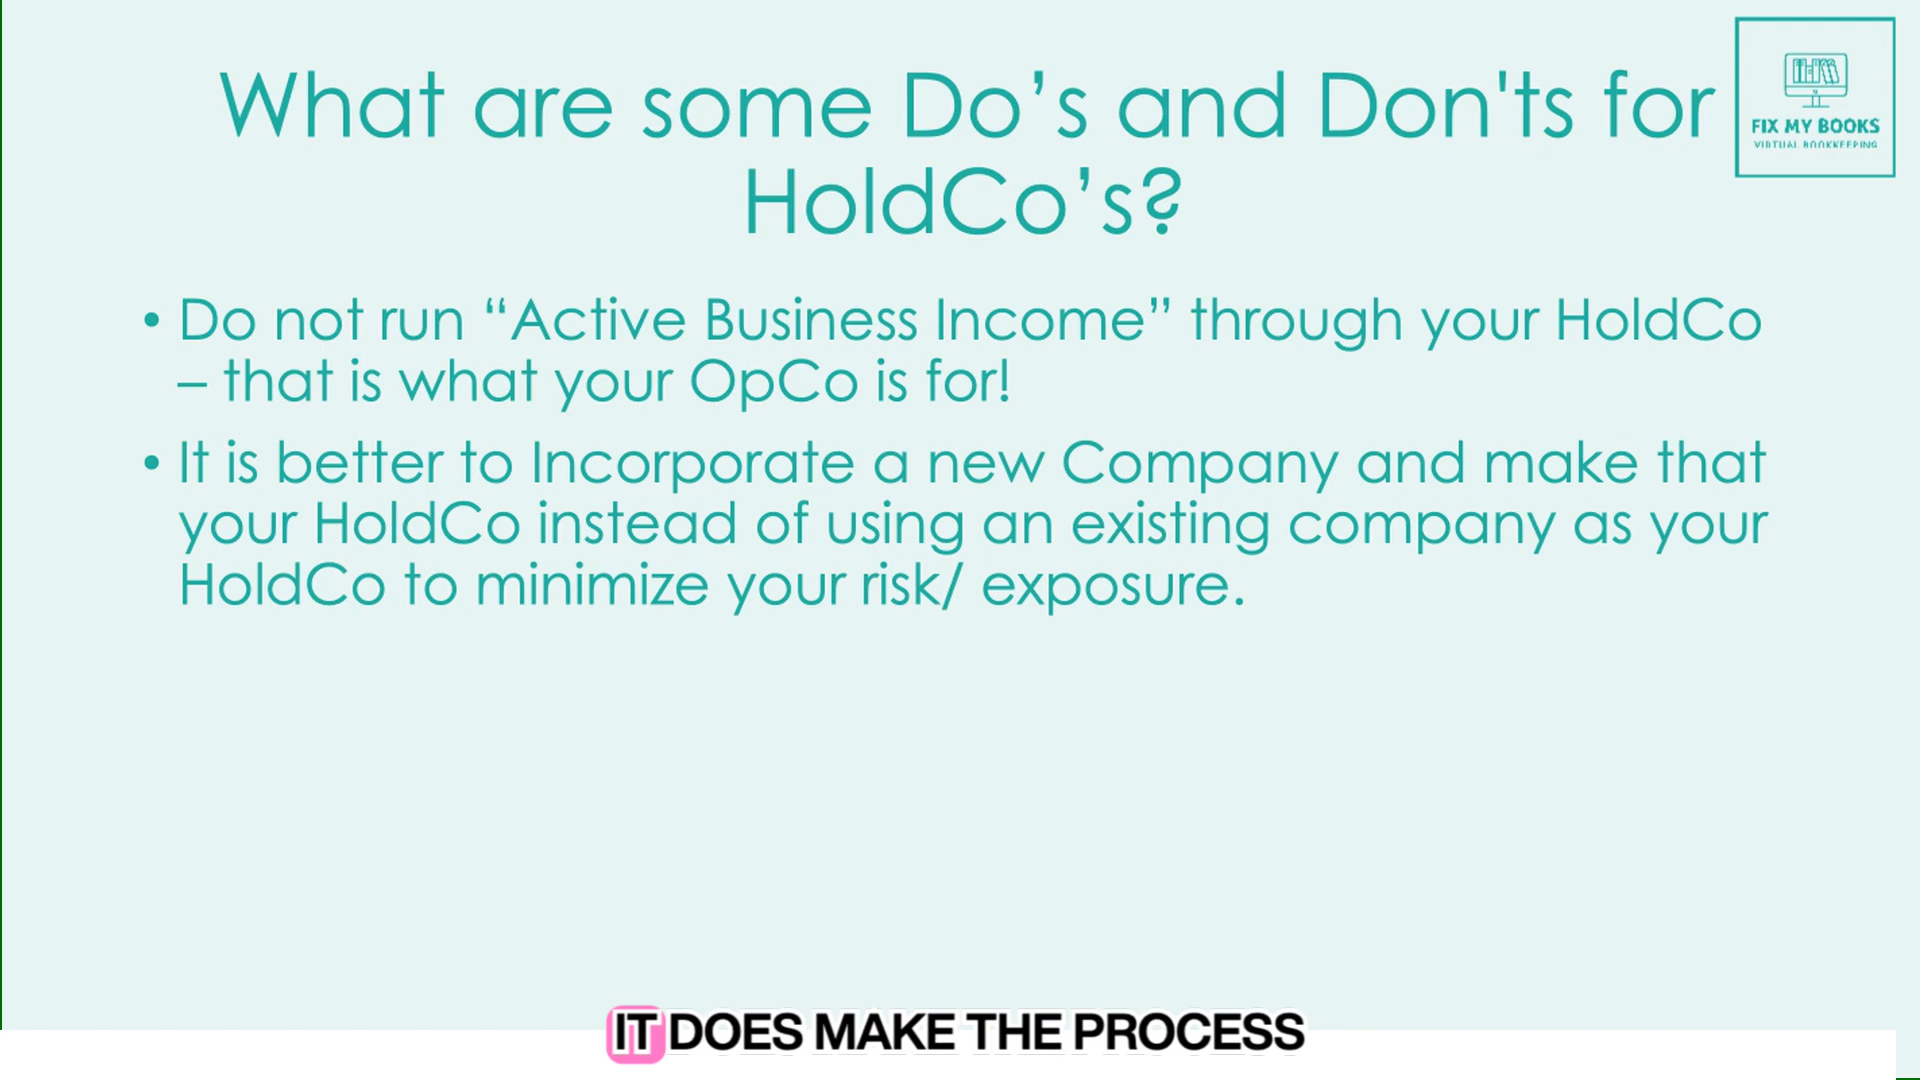 What are some Do’s and Don'ts for
HoldCo’s?
FIX MY BOOKS
VIRTUAL BOOKKEEPING
• Do not run “Active Business Income” through your HoldCo
– that is what your OpCo is for!
• It is better to Incorporate a new Company and make that
your HoldCo instead of using an existing company as your
HoldCo to minimize your risk/ exposure.
IT DOES MAKE THE PROCESS